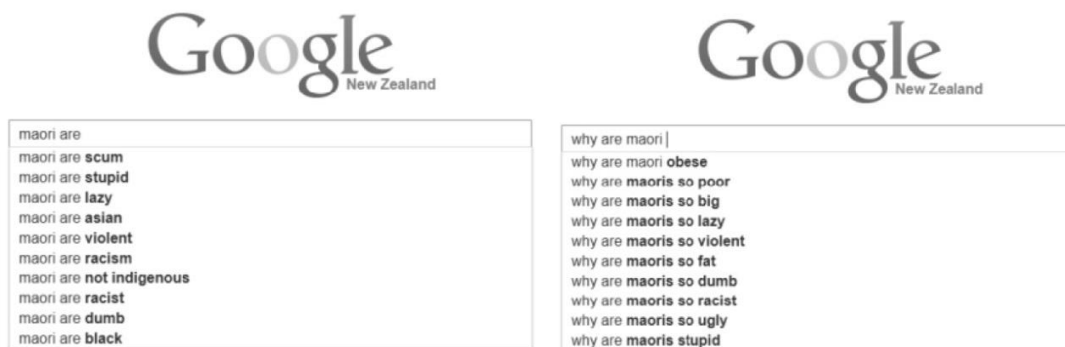 Google
New Zealand
maori are
maori are scum
maori are stupid
maori are lazy
maori are asian
maori are violent
maori are racism
maori are not indigenous
maori are racist
maori are dumb
maori are black
Google
New Zealand
why are maori
why are maori obese
why are maoris so poor
why are maoris so big
why are maoris so lazy
why are maoris so violent
why are maoris so fat
why are maoris so dumb
why are maoris so racist
why are maoris so ugly
why are maoris stupid